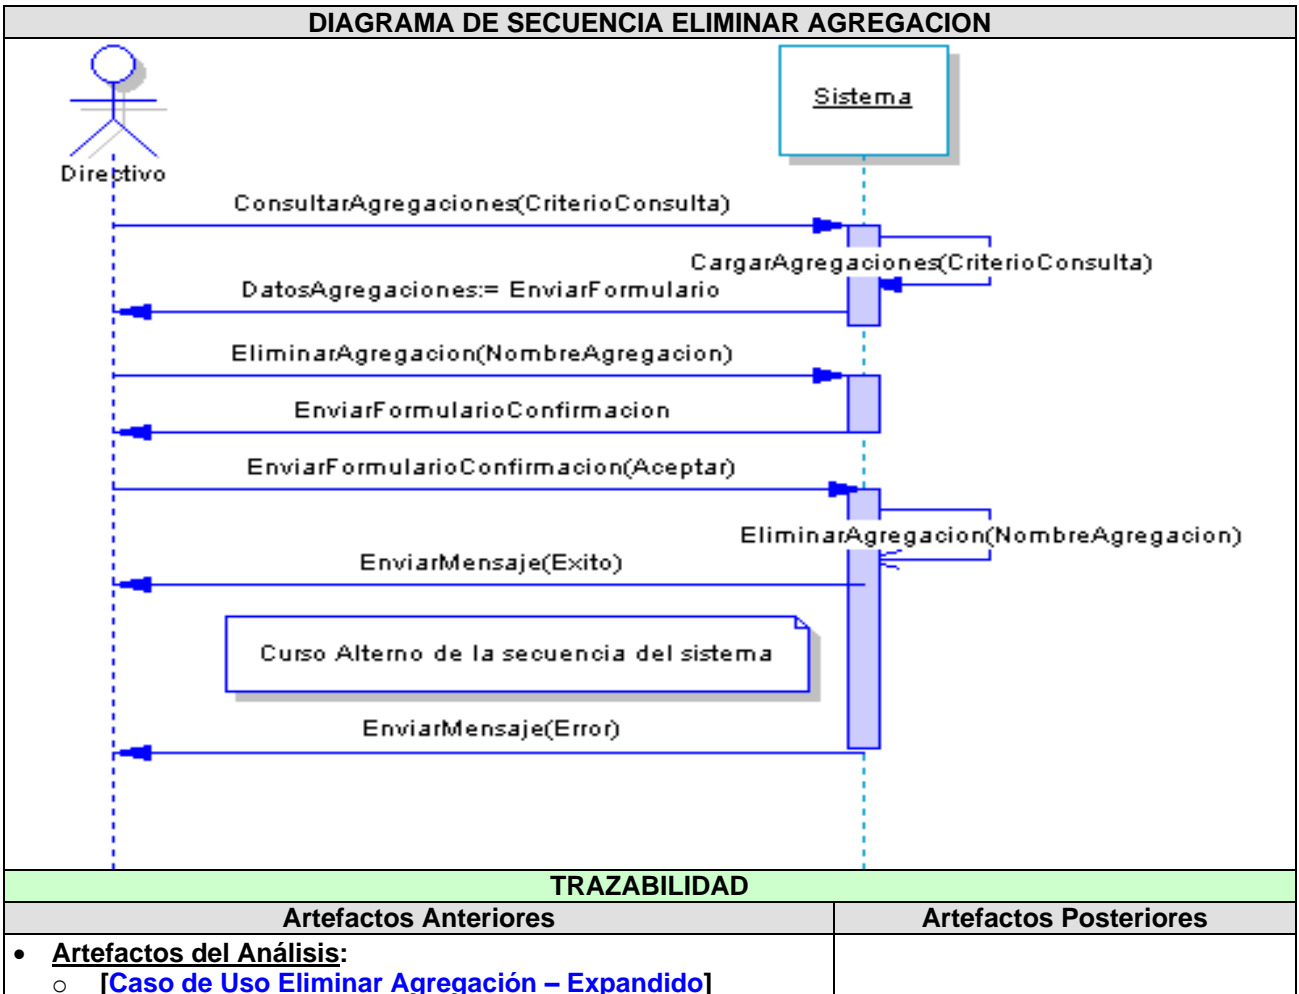 DIAGRAMA DE SECUENCIA ELIMINAR AGREGACION
Sistema
Directivo
ConsultarAgregaciones(CriterioConsulta)
CargarAgregaciones(CriterioConsulta)
DatosAgregaciones:= EnviarFormulario
EliminarAgregacion(NombreAgregacion)
EnviarFormularioConfirmacion
EnviarFormularioConfirmacion(Aceptar)
EliminarAgregacion(NombreAgregacion)
EnviarMensaje(Exito)
Curso Alterno de la secuencia del sistema
EnviarMensaje(Error)
TRAZABILIDAD
Artefactos Anteriores
Artefactos Posteriores
• Artefactos del Análisis:
o [Caso de Uso Eliminar Agregación – Expandido]